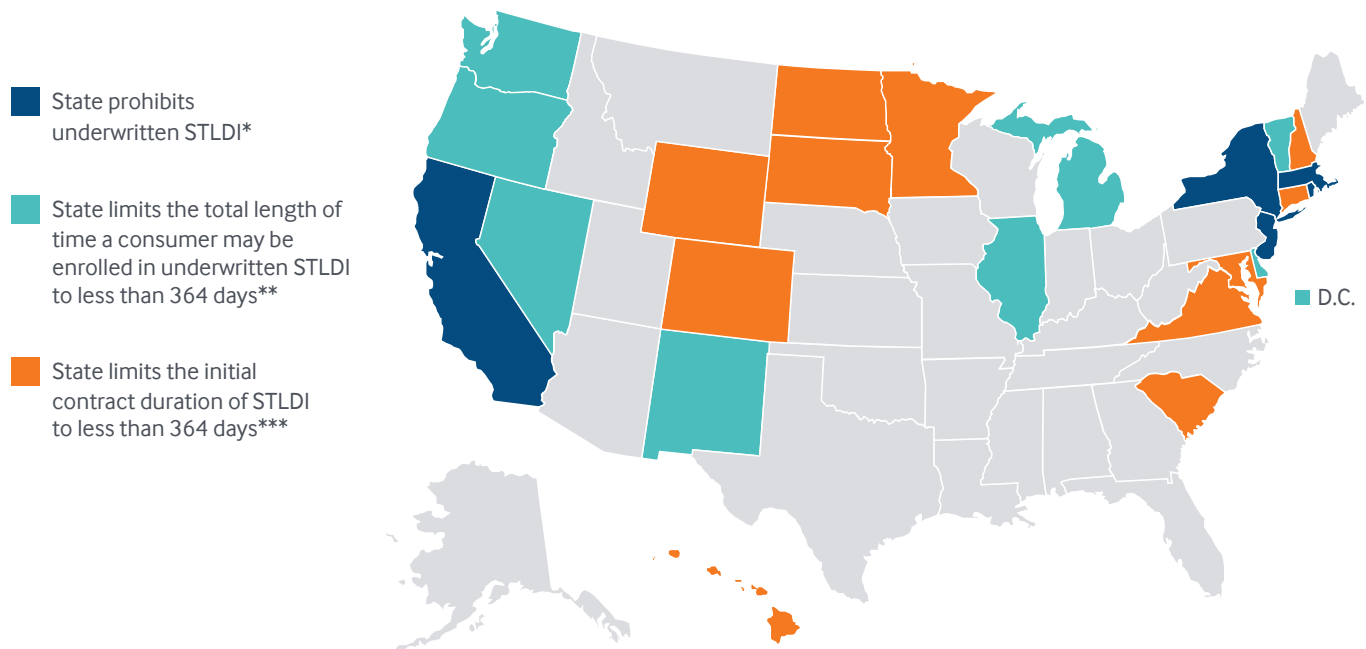 State prohibits
underwritten STLDI*
State limits the total length of
time a consumer may be
enrolled in underwritten STLDI
to less than 364 days**
State limits the initial
contract duration of STLDI
to less than 364 days***
D.C.